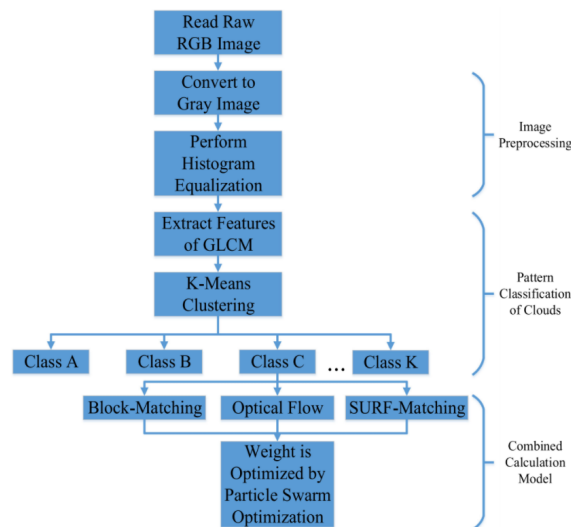 Read Raw
RGB Image
Convert to
Gray Image
Image
Preprocessing
Perform
Histogram
Equalization
Extract Features
of GLCM
K-Means
Clustering
Pattern
Classification
of Clouds
Class A
Class B
Class C
...
Class K
Block-Matching
Optical Flow
SURF-Matching
Combined
Calculation
Model
Weight is
Optimized by
Particle Swarm
Optimization